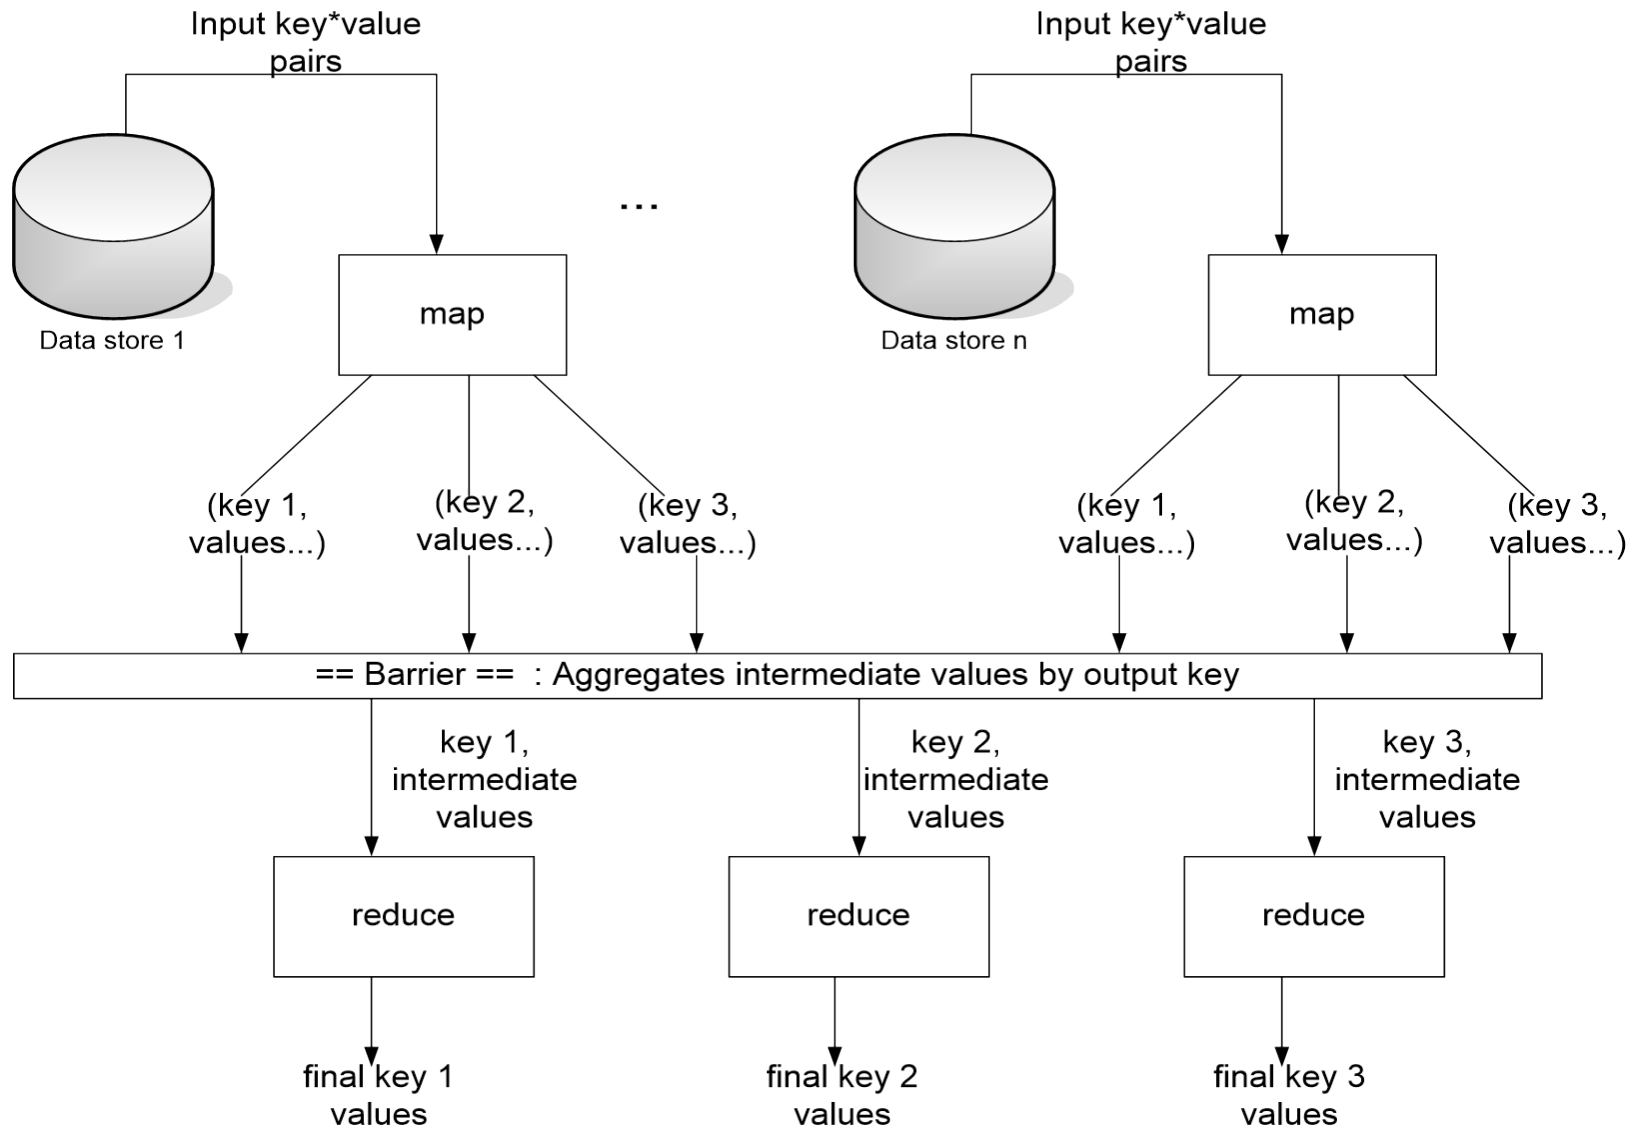 Input key*value
pairs
Input key*value
pairs
...
map
map
Data store 1
Data store n
(key 1,
values...)
(key 2,
values...)
(key 3,
values...)
(key 1,
values...)
(key 2,
values...)
(key 3,
values...)
== Barrier == : Aggregates intermediate values by output key
key 1,
intermediate
values
key 2,
intermediate
values
key 3,
intermediate
values
reduce
reduce
reduce
final key 1
values
final key 2
values
final key 3
values